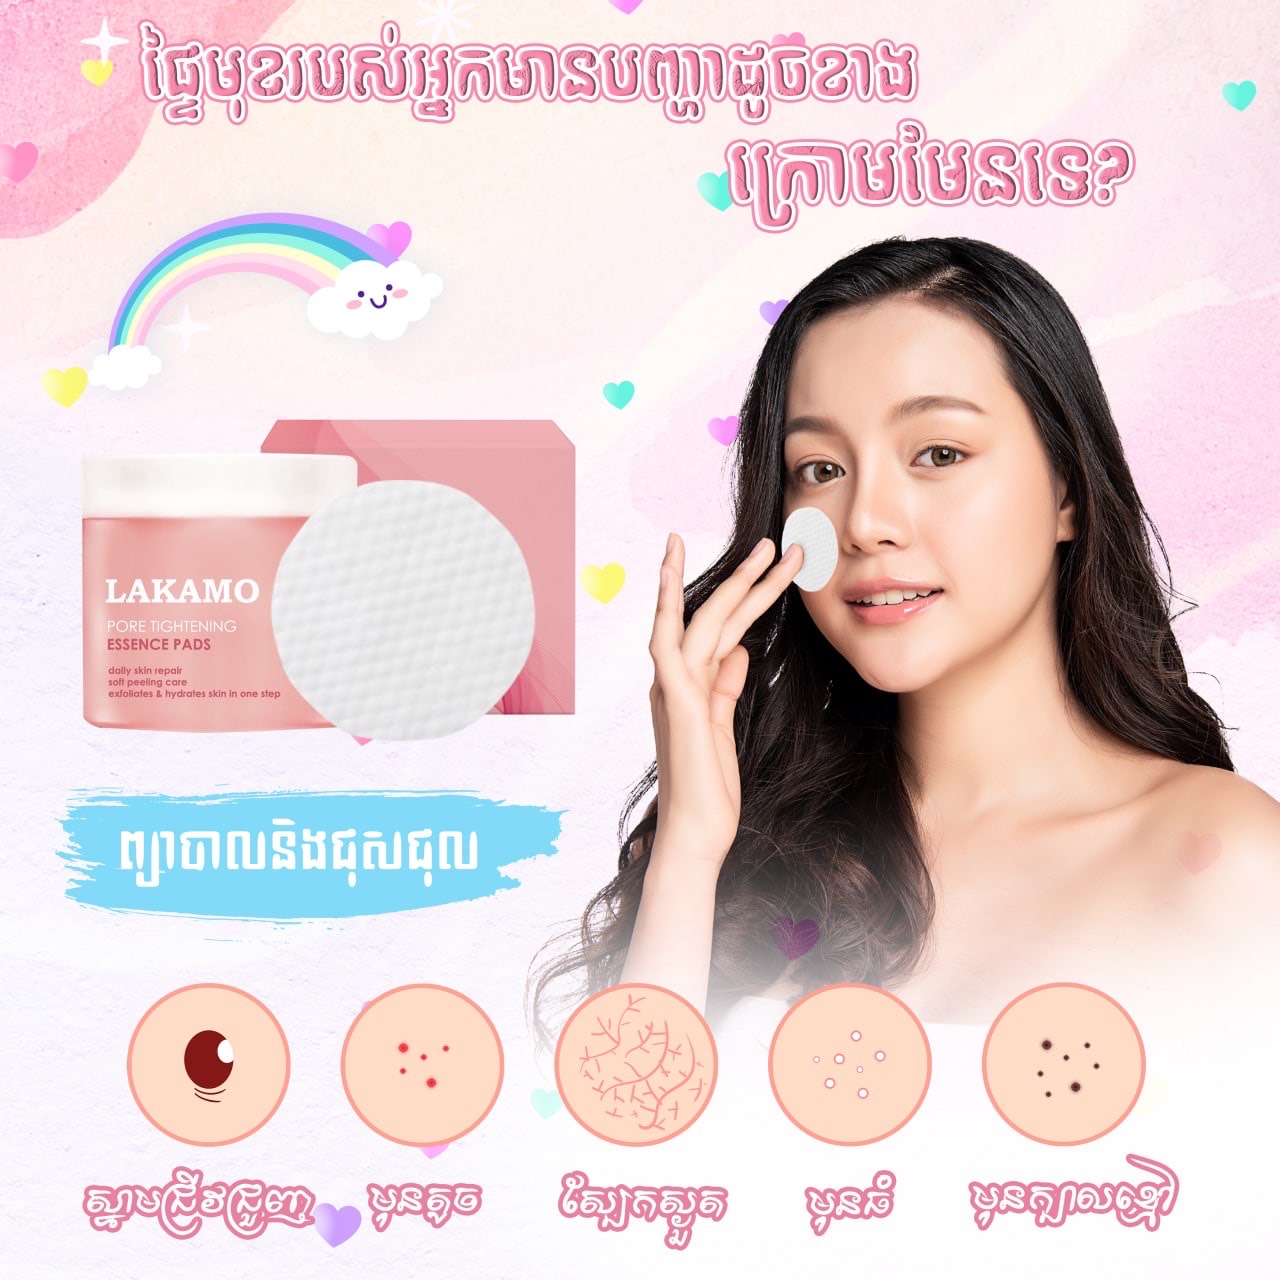 ផ្ទៃមុខរបស់អ្នកមានបញ្ហាដូចខាង
ក្រោមមែនទេ?
LAKAMO
PORE TIGHTENING
ESSENCE PADS
daily skin repair
soft peeling care
exfoliates & hydrates skin in one step
ព្យាបាលនិងជុសជុល
ស្នាមជ្រីវជ្រួញ
មុនតូច
ស្បែកស្ងួត
មុនធំ
មុនក្បាលខ្មៅ